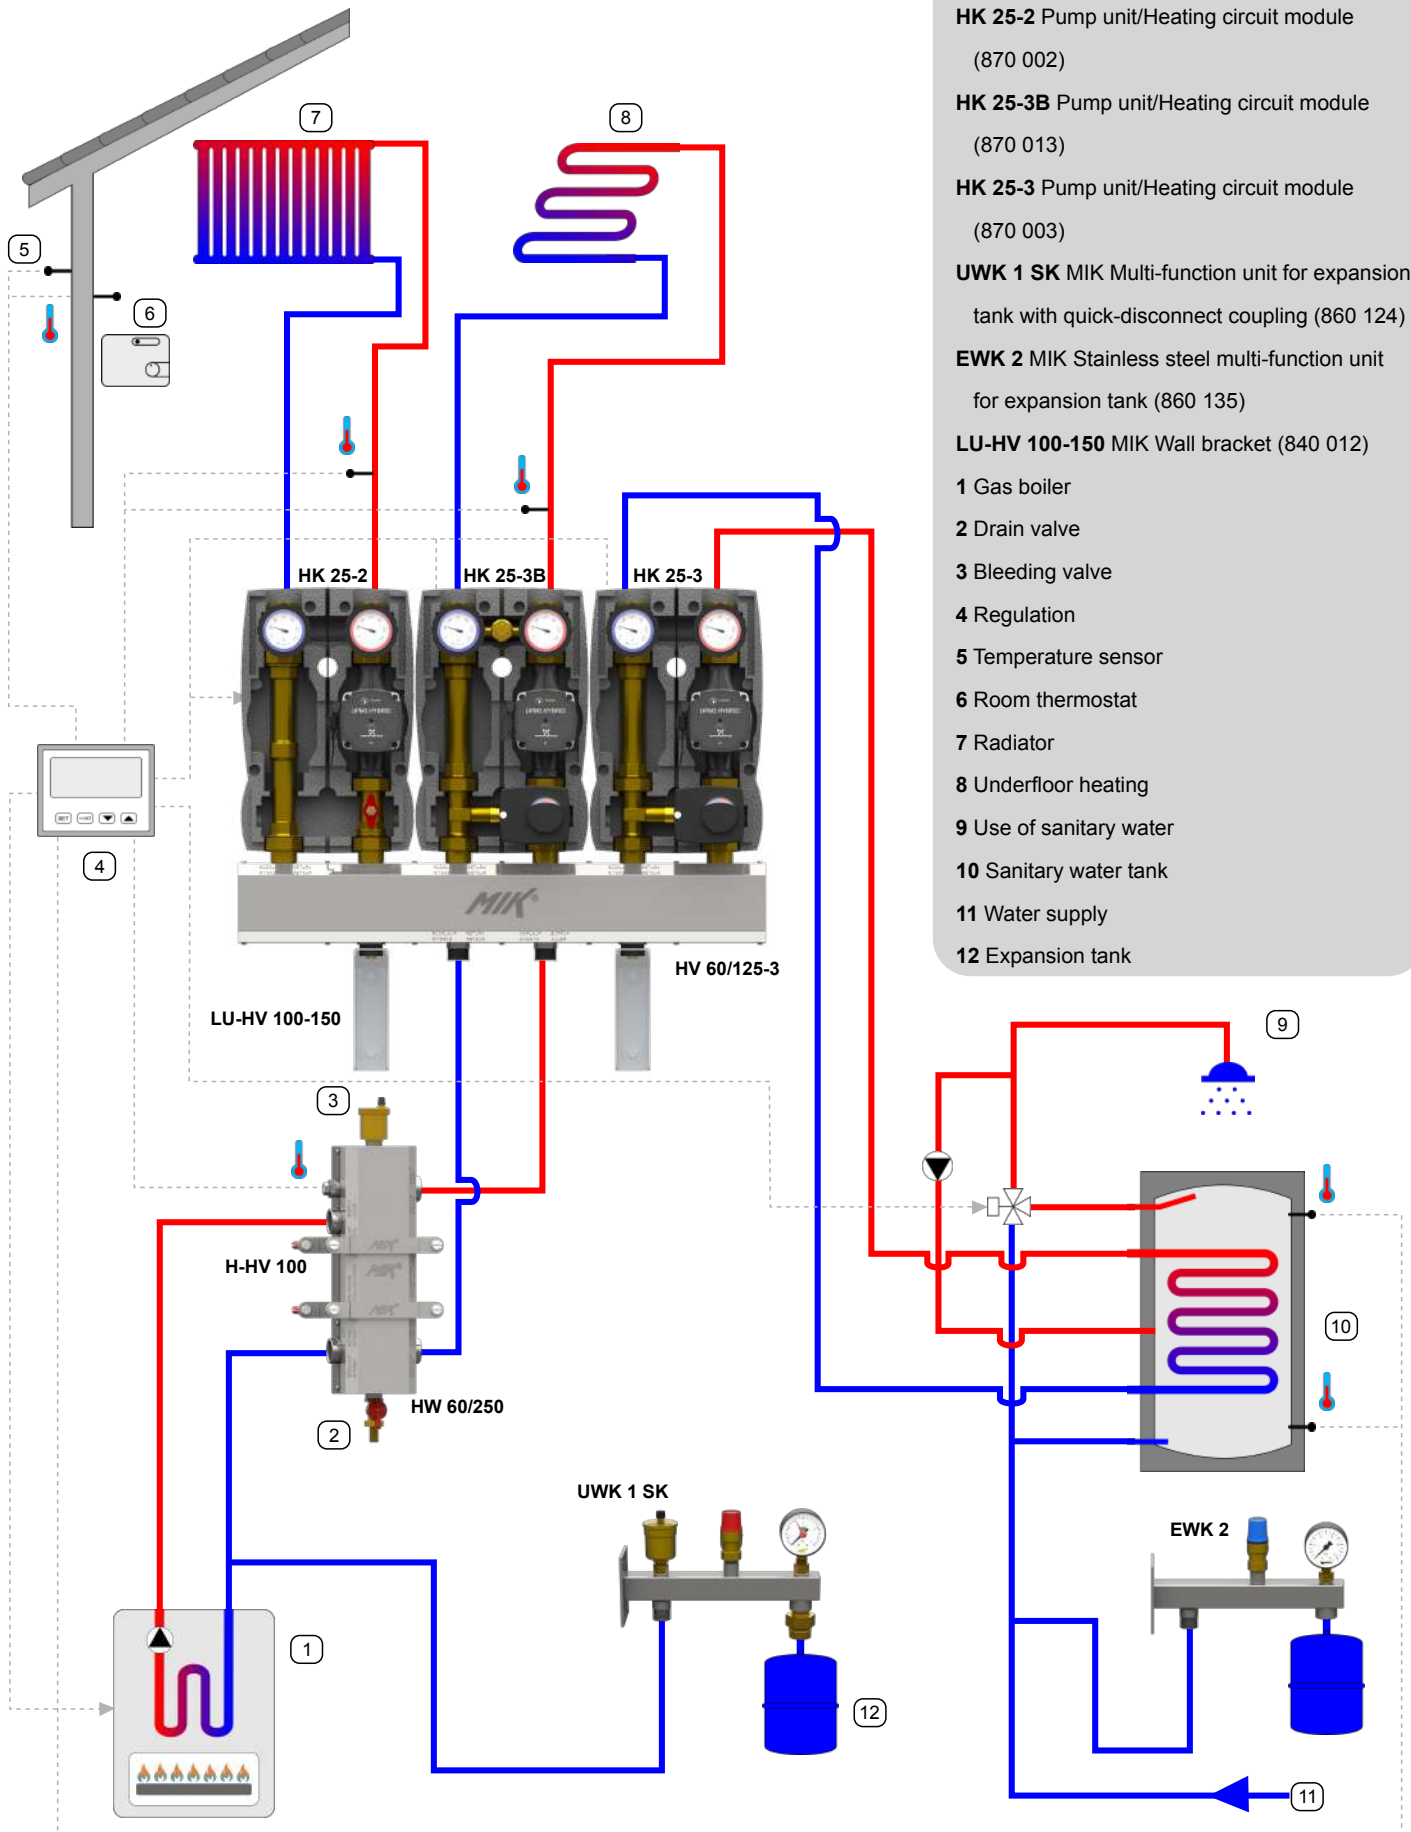 HK 25-2 Pump unit/Heating circuit module
(870 002)
HK 25-3B Pump unit/Heating circuit module
(870 013)
HK 25-3 Pump unit/Heating circuit module
(870 003)
UWK 1 SK MIK Multi-function unit for expansion
tank with quick-disconnect coupling (860 124)
EWK 2 MIK Stainless steel multi-function unit
for expansion tank (860 135)
LU-HV 100-150 MIK Wall bracket (840 012)
1 Gas boiler
2 Drain valve
3 Bleeding valve
4 Regulation
5 Temperature sensor
6 Room thermostat
7 Radiator
8 Underfloor heating
9 Use of sanitary water
10 Sanitary water tank
11 Water supply
12 Expansion tank
7
8
5
6
HK 25-2
HK 25-3B
HK 25-3
SET
4
MIK®
HV 60/125-3
LU-HV 100-150
9
3
H-HV 100
MIK
MIK
MIK
10
HW 60/250
2
UWK 1 SK
EWK 2
1
12
11